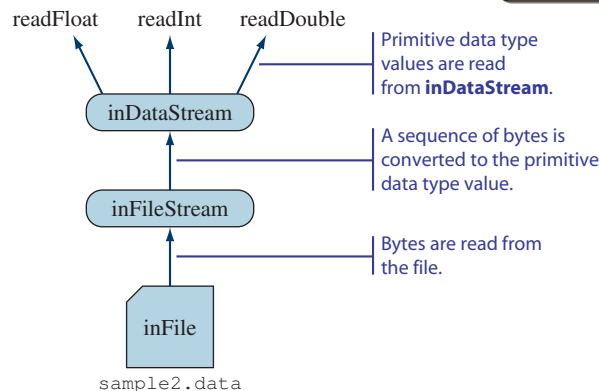 readFloat readInt readDouble
Primitive data type
values are read
from inDataStream.
inDataStream
A sequence of bytes is
converted to the primitive
data type value.
inFileStream
Bytes are read from
the file.
inFile
sample2.data